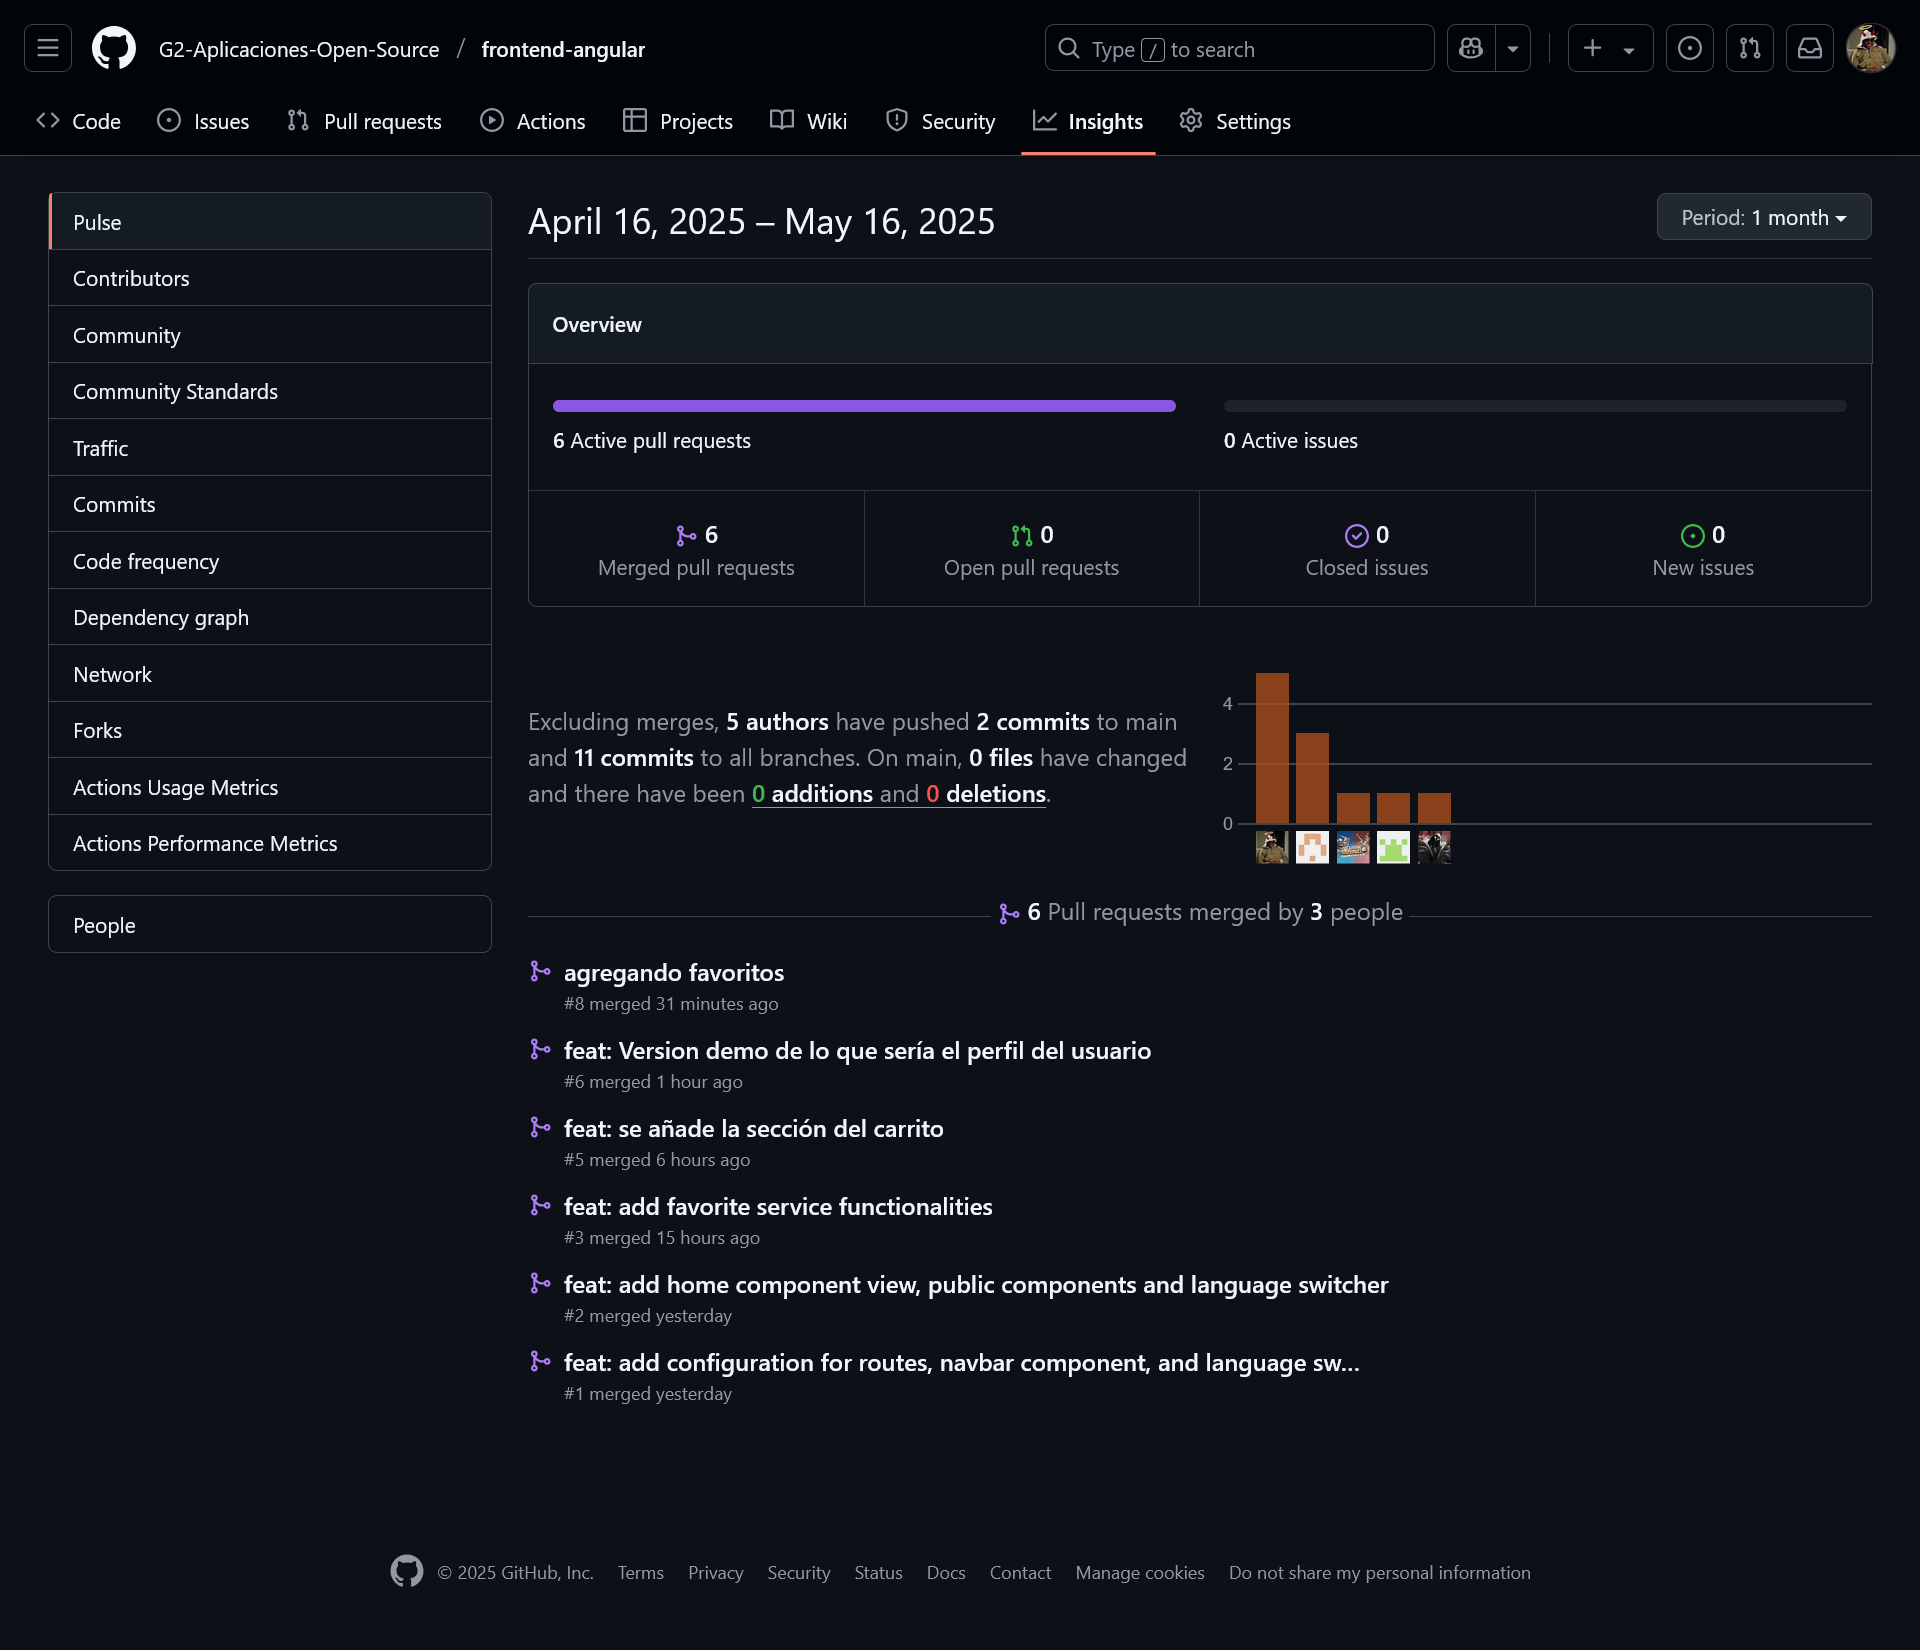 G2-Aplicaciones-Open-Source / frontend-angular
Type / to search
Code
Issues
Pull requests
Actions
Projects
Wiki
Security
Insights
Settings
Pulse
Contributors
Community
Community Standards
Traffic
Commits
Code frequency
Dependency graph
Network
Forks
Actions Usage Metrics
Actions Performance Metrics
People
April 16, 2025 – May 16, 2025
Period: 1 month
Overview
6 Active pull requests
0 Active issues
6
Merged pull requests
0
Open pull requests
0
Closed issues
0
New issues
Excluding merges, 5 authors have pushed 2 commits to main
and 11 commits to all branches. On main, 0 files have changed
and there have been 0 additions and 0 deletions.
4
2
0
6 Pull requests merged by 3 people
agregando favoritos
#8 merged 31 minutes ago
feat: Version demo de lo que sería el perfil del usuario
#6 merged 1 hour ago
feat: se añade la sección del carrito
#5 merged 6 hours ago
feat: add favorite service functionalities
#3 merged 15 hours ago
feat: add home component view, public components and language switcher
#2 merged yesterday
feat: add configuration for routes, navbar component, and language sw…
#1 merged yesterday
© 2025 GitHub, Inc.
Terms
Privacy
Security
Status
Docs
Contact
Manage cookies
Do not share my personal information